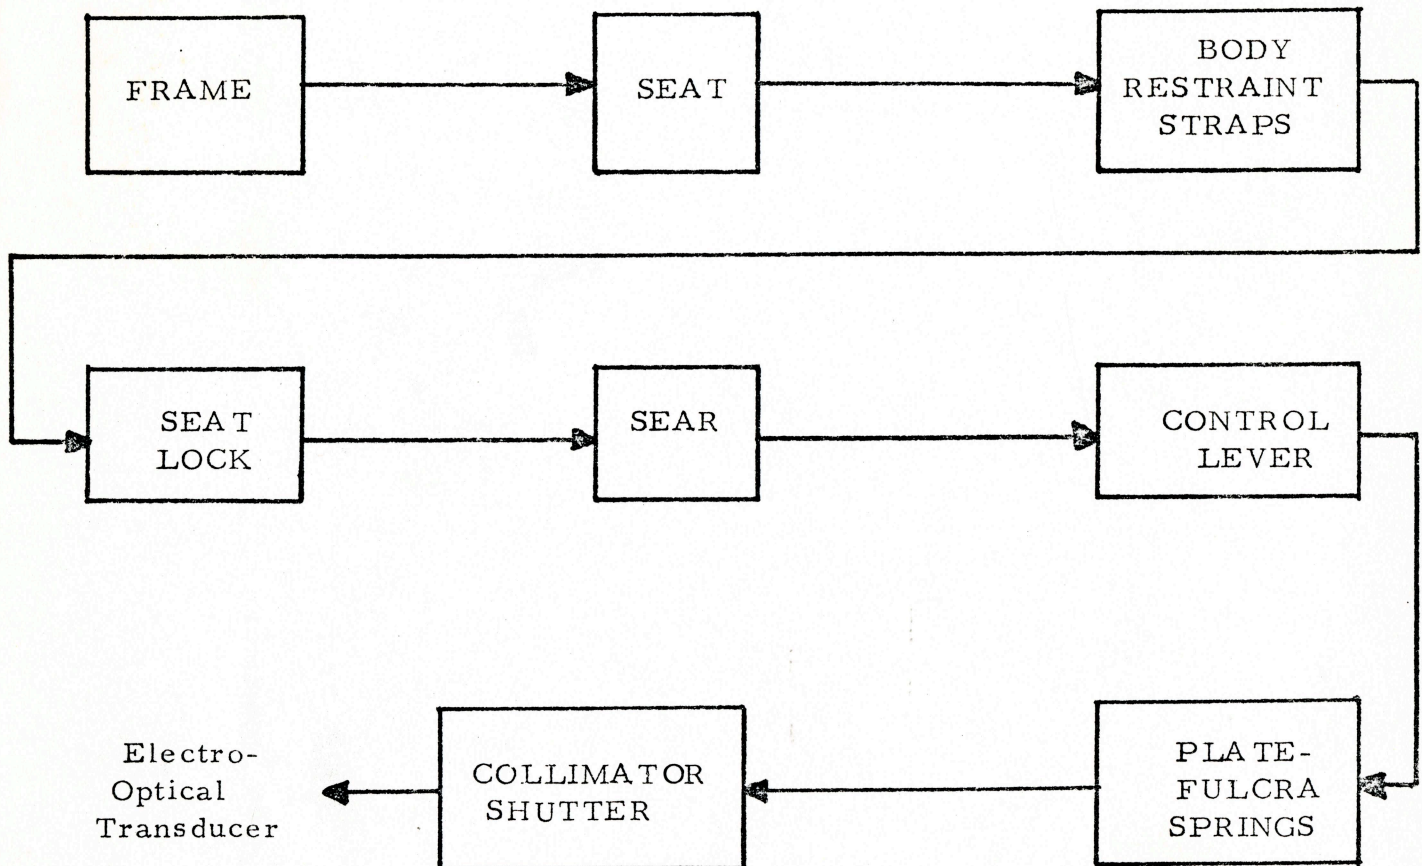 FRAME
SEAT
BODY
RESTRAINT
STRAPS
SEAT
LOCK
SEAR
CONTROL
LEVER
Electro-
Optical
Transducer
COLLIMATOR
SHUTTER
PLATE-
FULCRA
SPRINGS